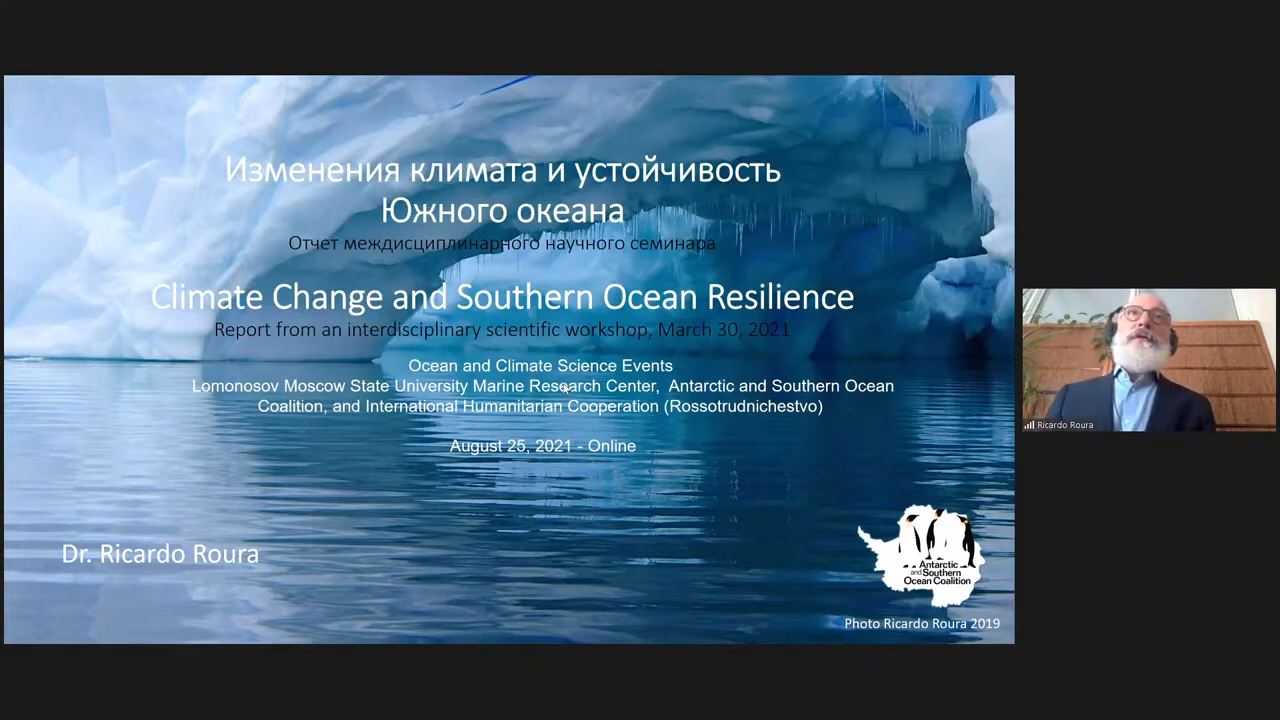 Изменения климата и устойчивость
Южного океана
Отчет междисциплинарного научного семинара
Climate Change and Southern Ocean Resilience
Report from an interdisciplinary scientific workshop, March 30, 2021
Ocean and Climate Science Events
Lomonosov Moscow State University Marine Research Center, Antarctic and Southern Ocean
Coalition, and International Humanitarian Cooperation (Rossotrudnichestvo)
August 25, 2021 - Online
Dr. Ricardo Roura
Antarctic
and Southern
Ocean Coalition
Photo Ricardo Roura 2019
Ricardo Roura